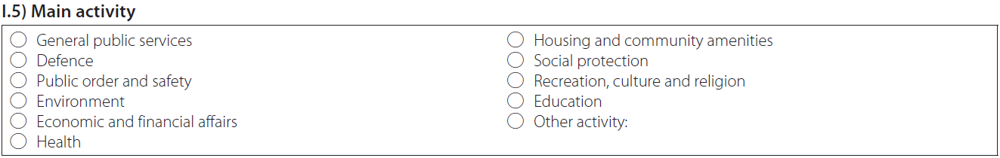 I.5) Main activity
General public services
Defence
Public order and safety
Environment
Economic and financial affairs
Health
Housing and community amenities
Social protection
Recreation, culture and religion
Education
Other activity: